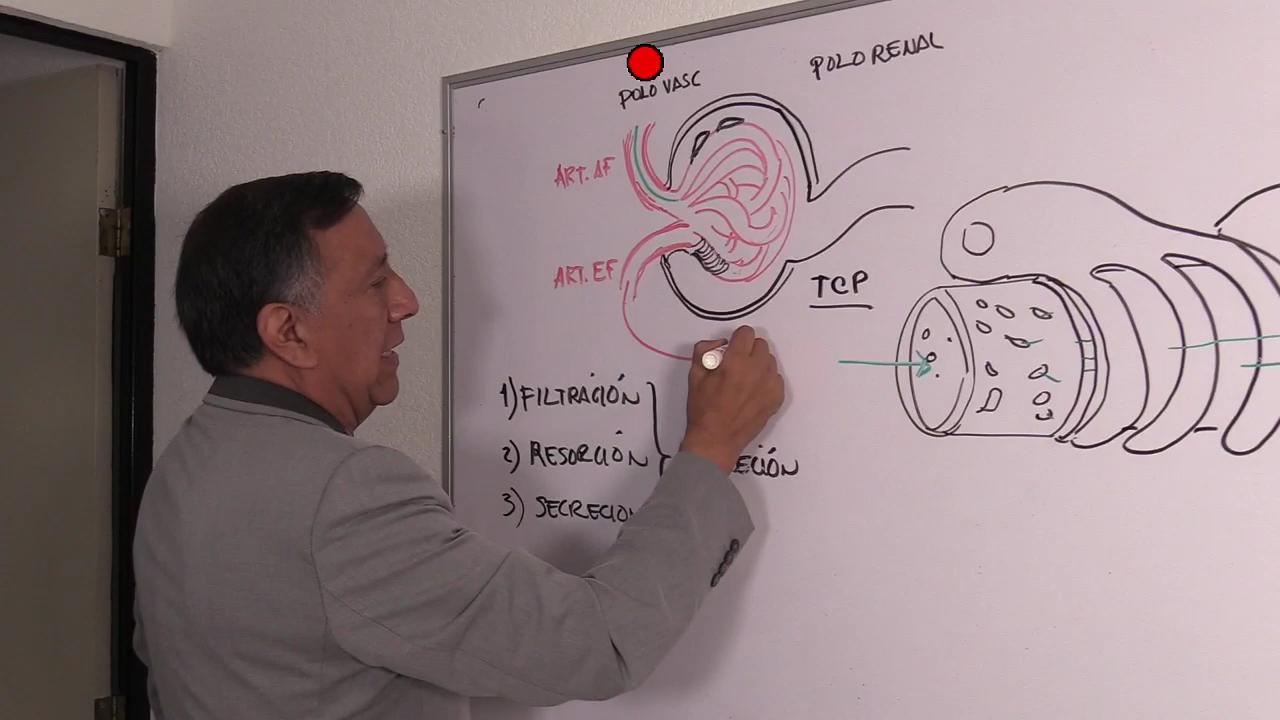 POLO VASC
POLO RENAL
ART. AF
ART. EF
TCP
1) FILTRACIÓN
2) RESORCIÓN
3) SECRECIÓN